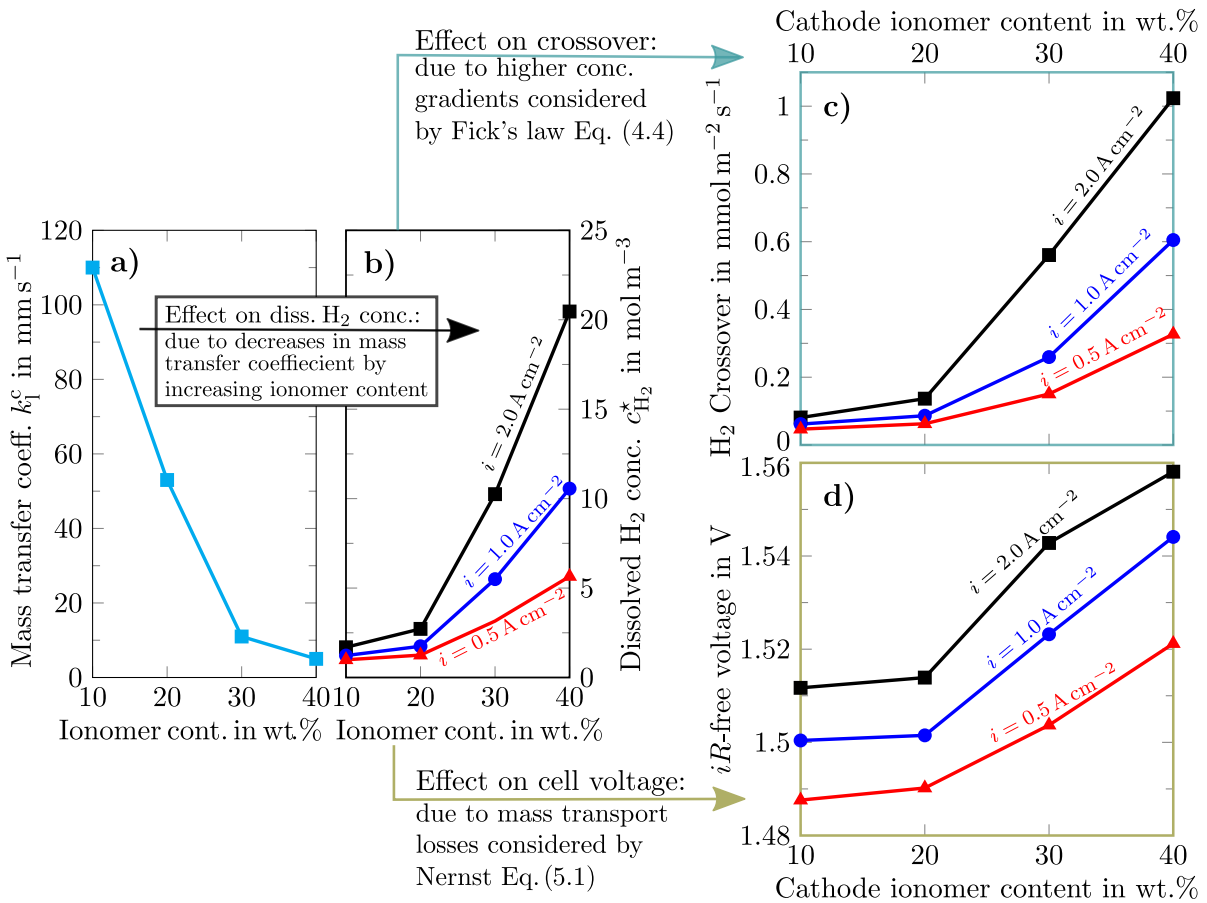 Effect on crossover:
due to higher conc.
gradients considered
by Fick's law Eq. (4.4)
Cathode ionomer content in wt.%
10 20 30 40
c)
H₂ Crossover in mmol m⁻² s⁻¹
1
0.8
0.6
0.4
0.2
0
i = 2.0 A cm⁻²
i = 1.0 A cm⁻²
i = 0.5 A cm⁻²
a)
Mass transfer coeff. kₗᶜ in mm s⁻¹
120
100
80
60
40
20
0
10 20 30 40
Ionomer cont. in wt.%
Effect on diss. H₂ conc.:
due to decreases in mass
transfer coeffiecient by
increasing ionomer content
b)
25
20
15
10
5
0
Dissolved H₂ conc. c*H₂ in mol m⁻³
i = 2.0 A cm⁻²
i = 1.0 A cm⁻²
i = 0.5 A cm⁻²
10 20 30 40
Ionomer cont. in wt.%
Effect on cell voltage:
due to mass transport
losses considered by
Nernst Eq. (5.1)
d)
iR-free voltage in V
1.56
1.54
1.52
1.5
1.48
i = 2.0 A cm⁻²
i = 1.0 A cm⁻²
i = 0.5 A cm⁻²
10 20 30 40
Cathode ionomer content in wt.%